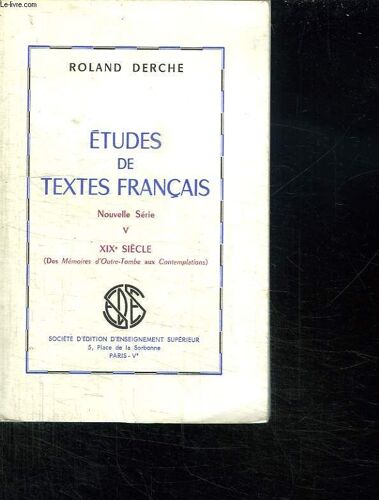 Le-livre.com
ROLAND DERCHE
ÉTUDES
DE
TEXTES FRANÇAIS
Nouvelle Série
V
XIXe SIÈCLE
(Des Mémoires d'Outre-Tombe aux Contemplations)
SEDES
SOCIÉTÉ D'ÉDITION D'ENSEIGNEMENT SUPÉRIEUR
5, Place de la Sorbonne
PARIS-Ve